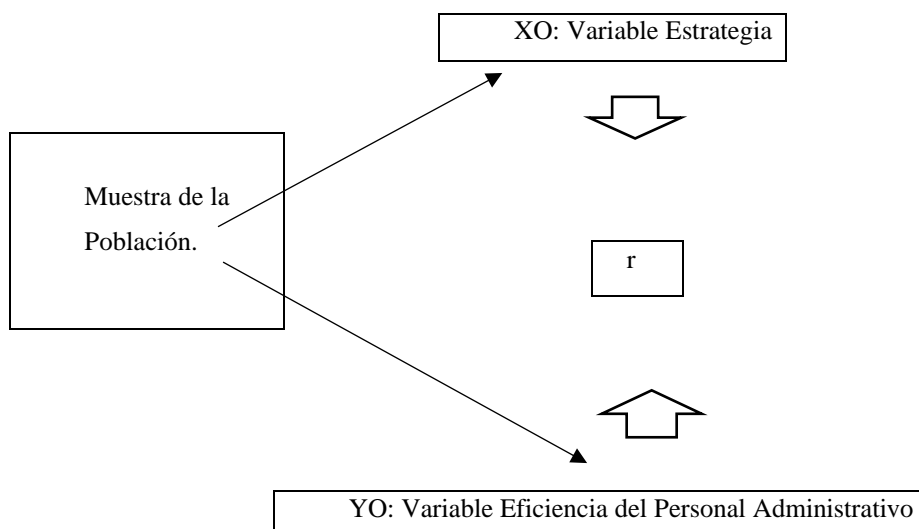 XO: Variable Estrategia
Muestra de la
Población.
r
YO: Variable Eficiencia del Personal Administrativo